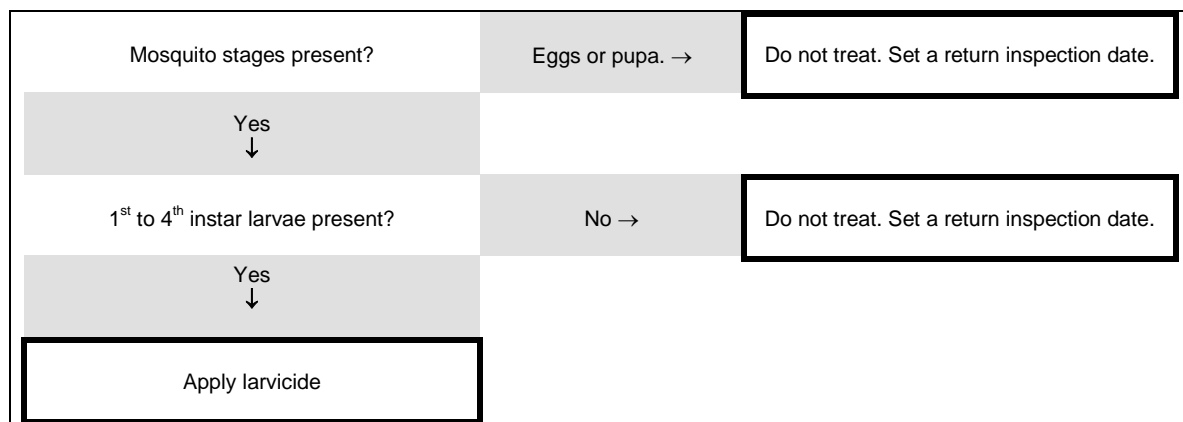 Mosquito stages present?
Eggs or pupa. →
Do not treat. Set a return inspection date.
Yes
↓
1st to 4th instar larvae present?
No →
Do not treat. Set a return inspection date.
Yes
↓
Apply larvicide